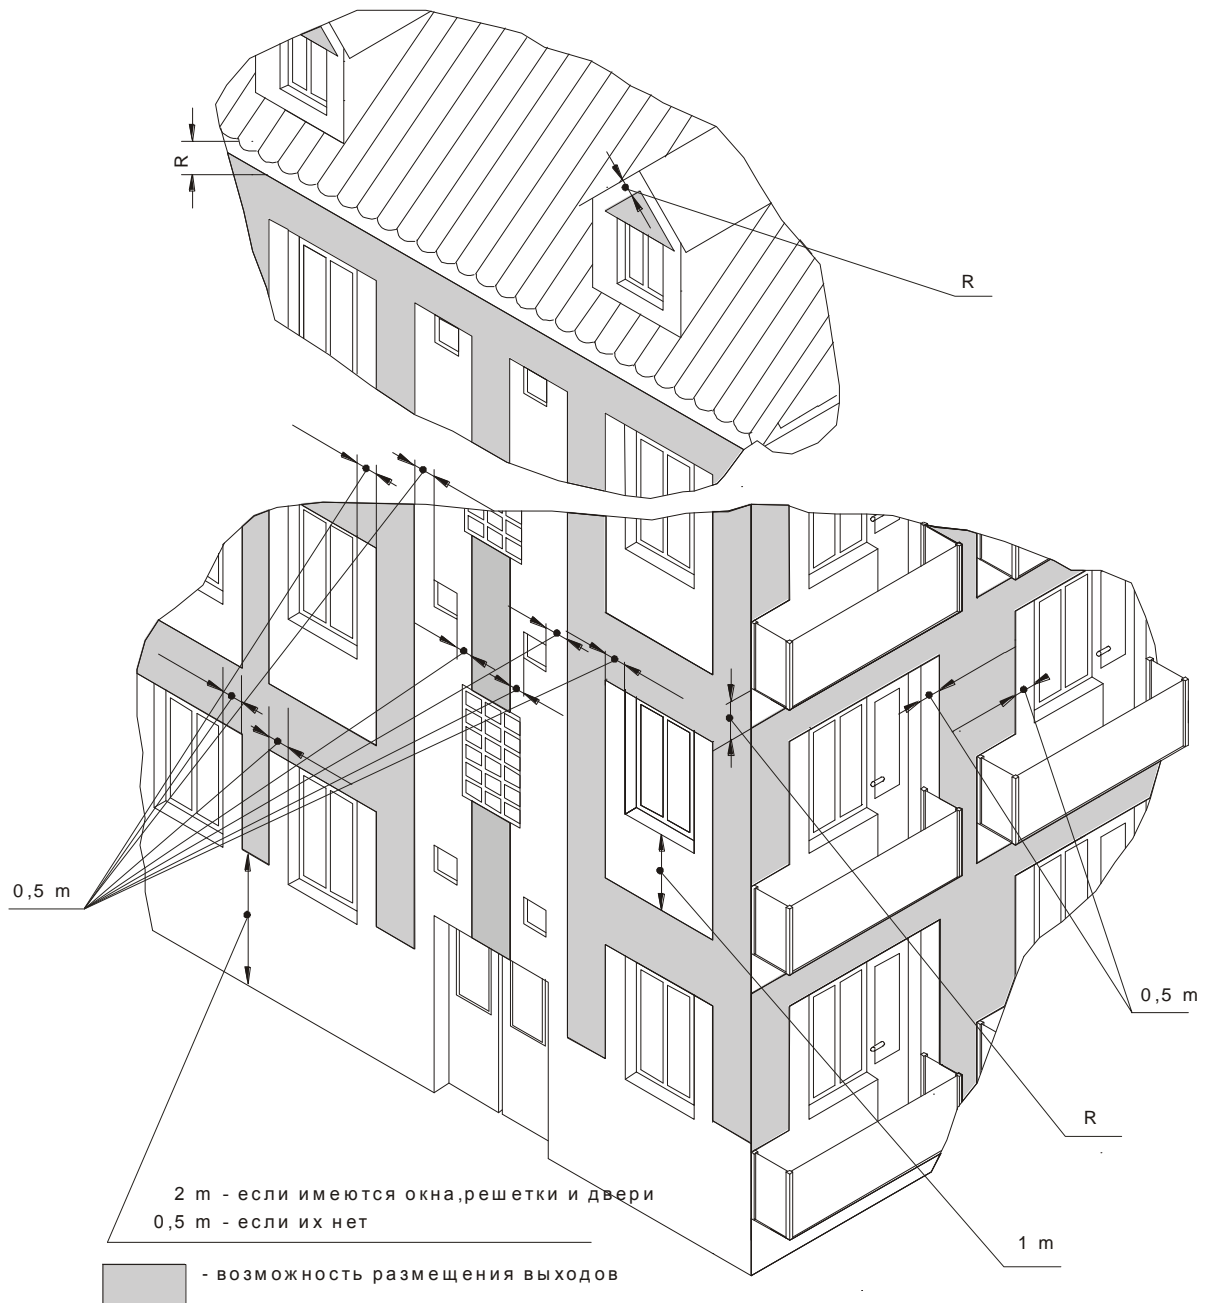 R
R
0,5 m
0,5 m
R
2 m - если имеются окна,решетки и двери
0,5 m - если их нет
1 m
- возможность размещения выходов